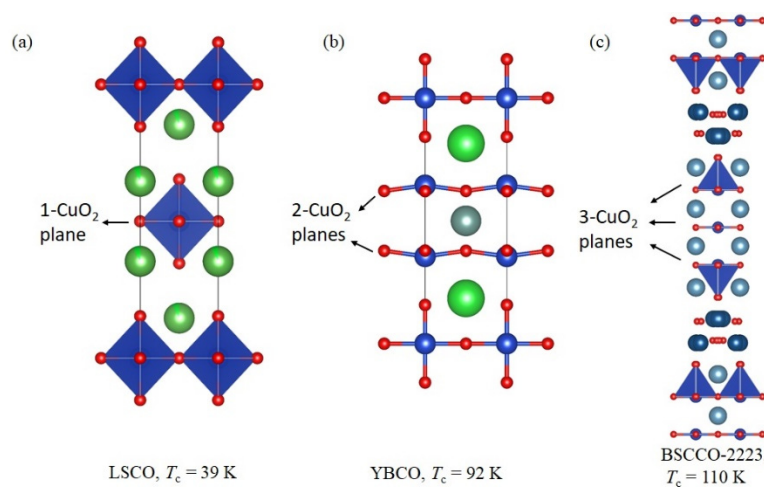 (a)
(b)
(c)
1-CuO₂
plane
2-CuO₂
planes
3-CuO₂
planes
LSCO, Tc = 39 K
YBCO, Tc = 92 K
BSCCO-2223
Tc = 110 K